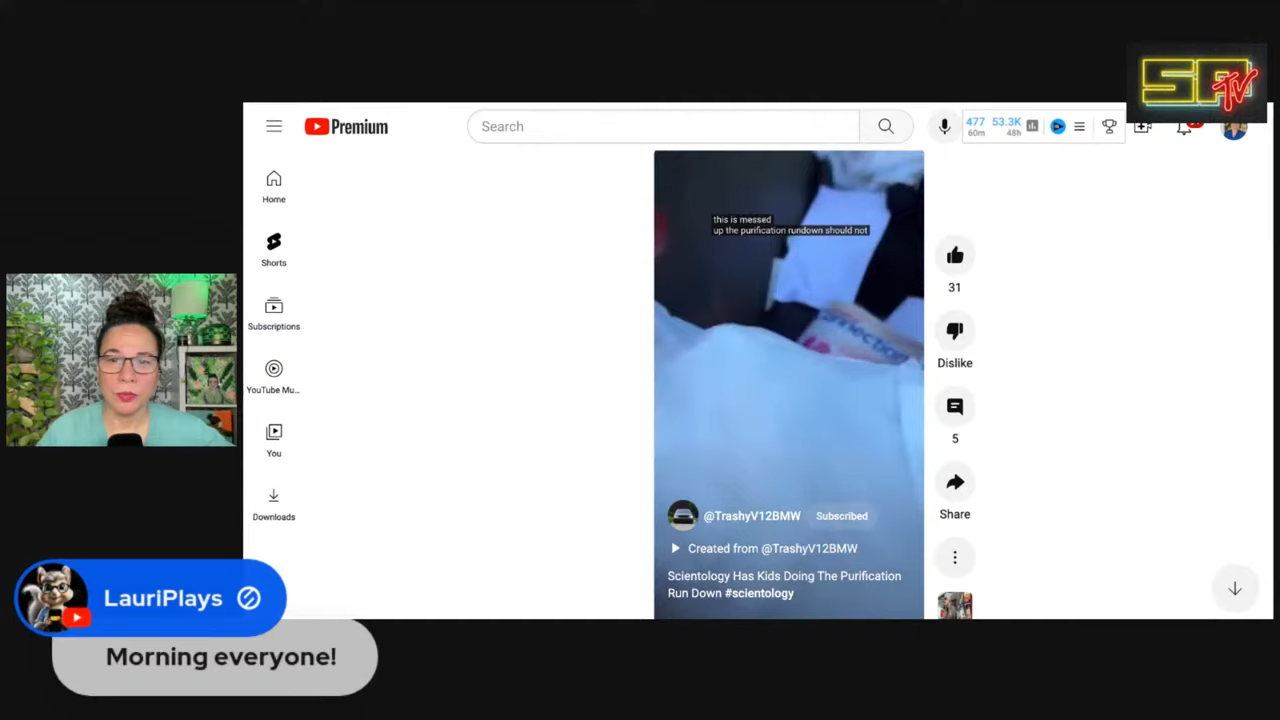 SPTV
Premium
Search
477 53.3K
60m 48h
Home
Shorts
Subscriptions
YouTube Mu...
You
Downloads
this is messed
up the purification rundown should not
31
Dislike
5
Share
@TrashyV12BMW Subscribed
Created from @TrashyV12BMW
Scientology Has Kids Doing The Purification
Run Down #scientology
LauriPlays
Morning everyone!